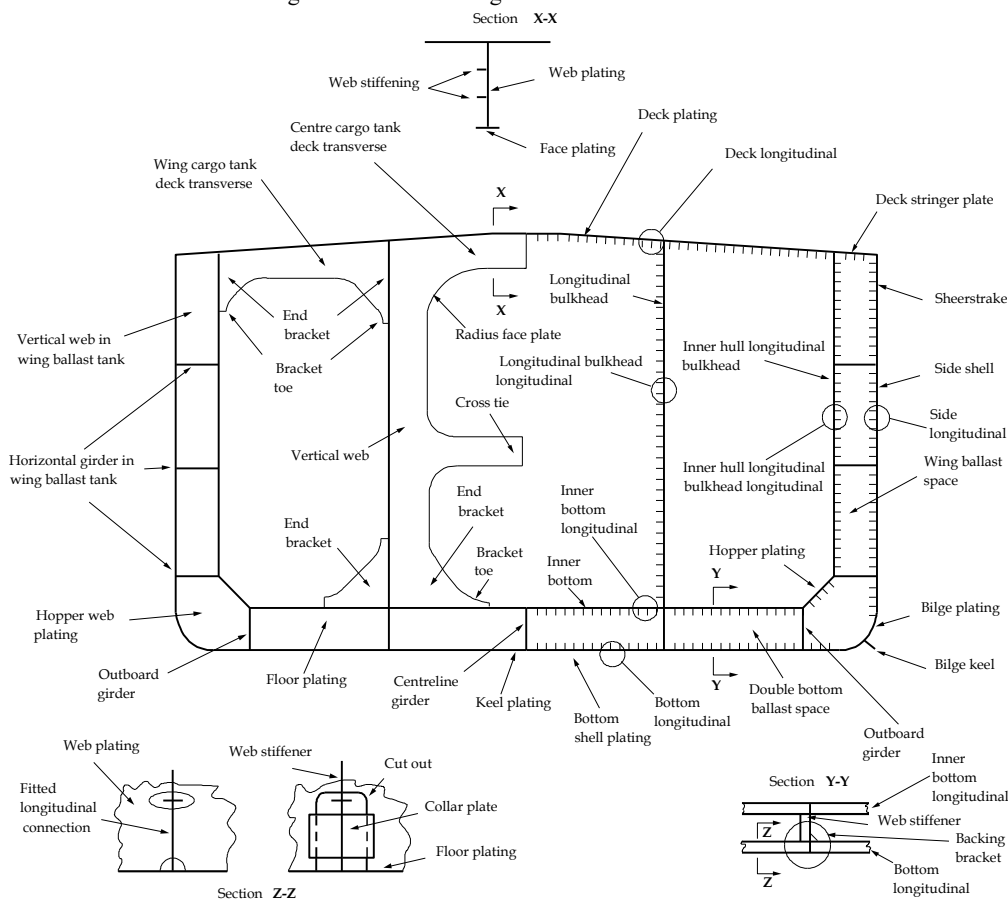 Section X-X
Web stiffening
Web plating
Face plating
Centre cargo tank
deck transverse
Deck plating
Wing cargo tank
deck transverse
Deck longitudinal
X
Deck stringer plate
X
Longitudinal
bulkhead
Sheerstrake
Vertical web in
wing ballast tank
End
bracket
Radius face plate
Inner hull longitudinal
bulkhead
Bracket
toe
Longitudinal bulkhead
longitudinal
Side shell
Cross tie
Side
longitudinal
Horizontal girder in
wing ballast tank
Vertical web
Inner hull longitudinal
bulkhead longitudinal
Wing ballast
space
End
bracket
Inner
bottom
longitudinal
End
bracket
Bracket
toe
Inner
bottom
Hopper plating
Y
Hopper web
plating
Bilge plating
Outboard
girder
Floor plating
Centreline
girder
Keel plating
Bottom
shell plating
Bottom
longitudinal
Y
Double bottom
ballast space
Bilge keel
Outboard
girder
Web plating
Fitted
longitudinal
connection
Web stiffener
Cut out
Collar plate
Floor plating
Section Z-Z
Section Y-Y
Inner
bottom
longitudinal
Web stiffener
Z
Backing
bracket
Z
Bottom
longitudinal